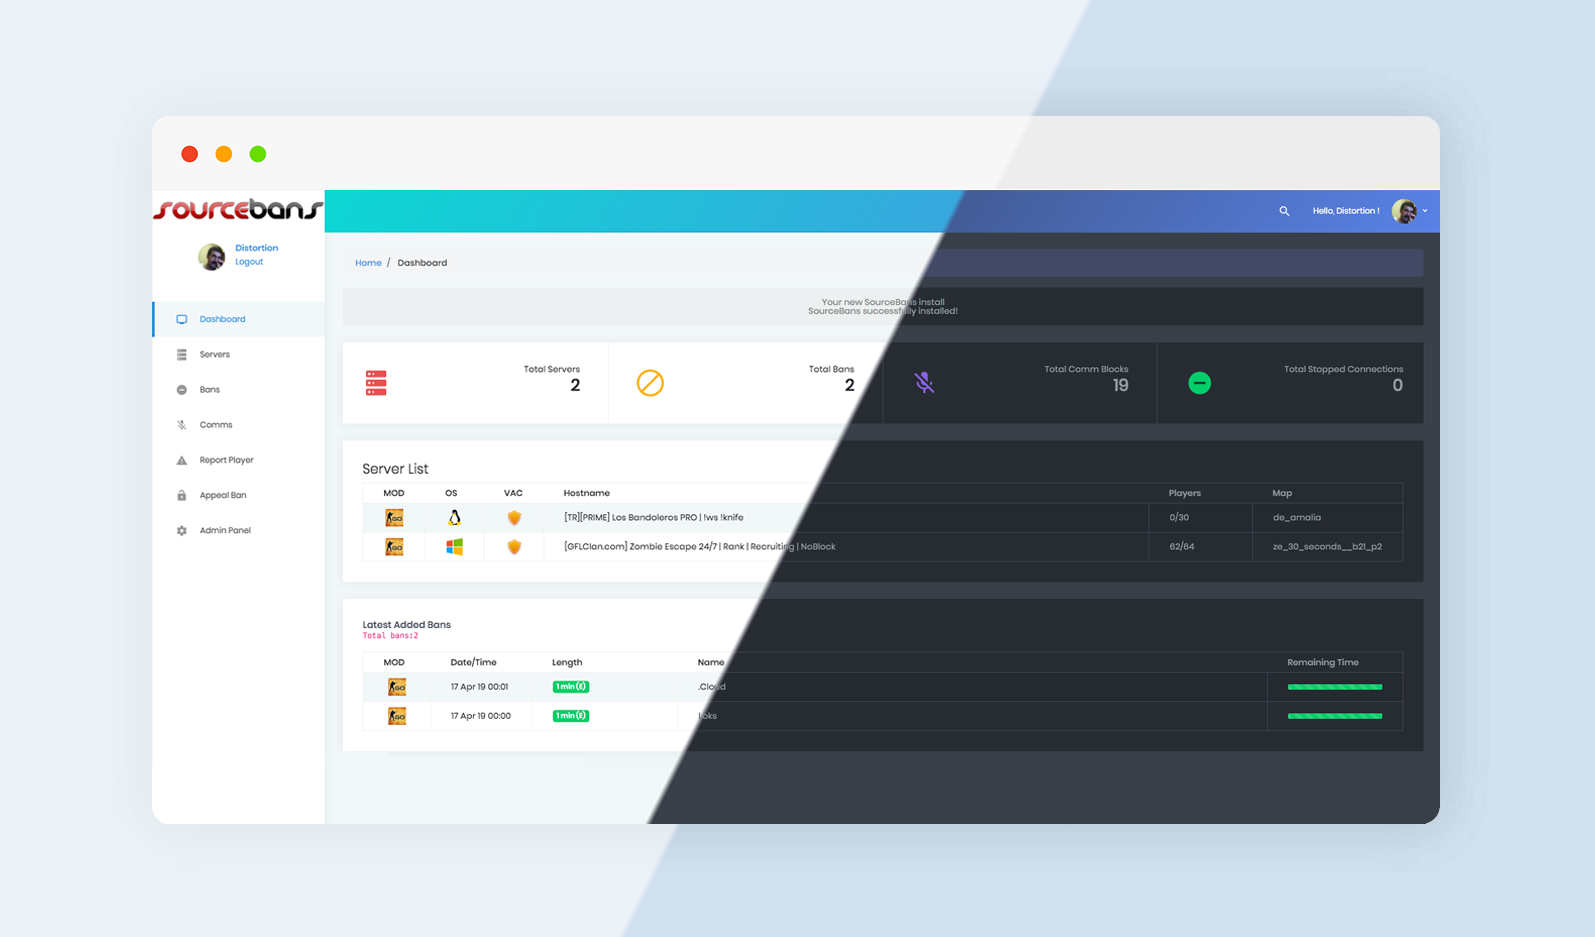 sourcebans
Hello, Distortion !
Distortion
Logout
Home / Dashboard
Your new SourceBans install
SourceBans successfully installed!
Dashboard
Servers
Bans
Comms
Report Player
Appeal Ban
Admin Panel
Total Servers
2
Total Bans
2
Total Comm Blocks
19
Total Stopped Connections
0
Server List
MOD OS VAC Hostname Players Map
GO [TR][PRIME] Los Bandoleros PRO | !ws !knife 0/30 de_amalia
GO [GFLClan.com] Zombie Escape 24/7 | Rank | Recruiting | NoBlock 62/64 ze_30_seconds__b21_p2
Latest Added Bans
Total bans:2
MOD Date/Time Length Name Remaining Time
GO 17 Apr 19 00:01 1 min (E) .Cloud
GO 17 Apr 19 00:00 1 min (E)